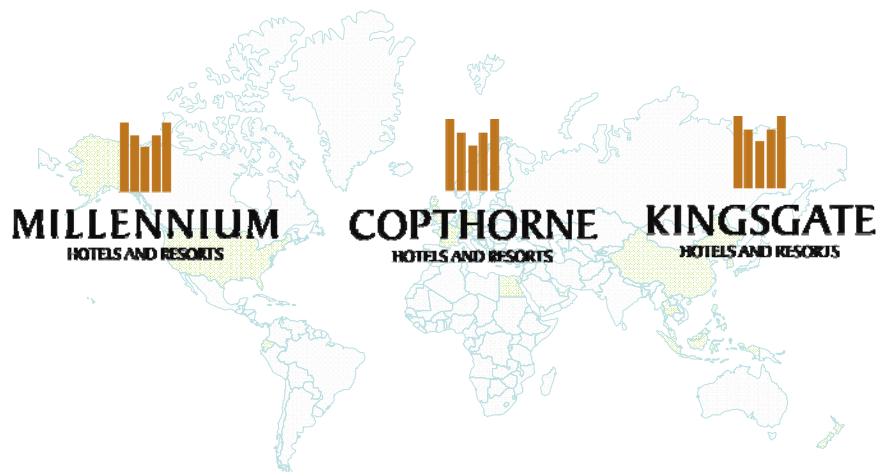 MILLENNIUM
HOTELS AND RESORTS
COPTHORNE
HOTELS AND RESORTS
KINGSGATE
HOTELS AND RESORTS